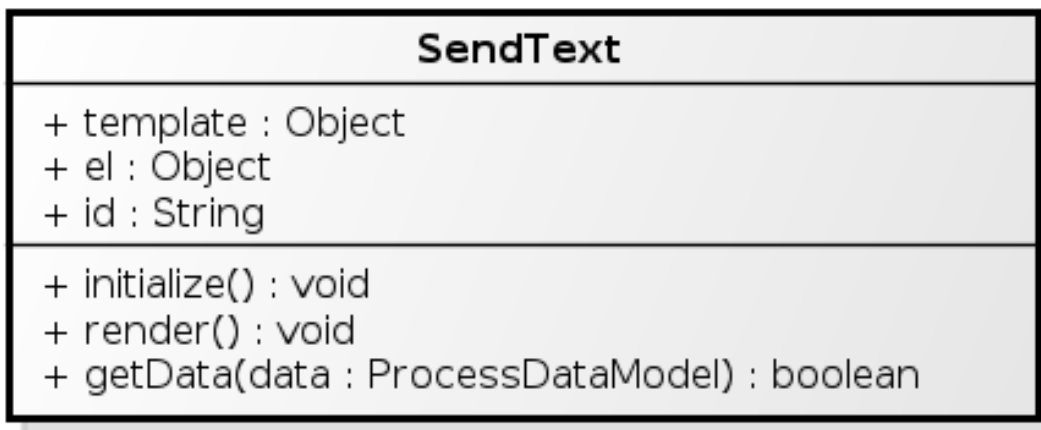 SendText
+ template : Object
+ el : Object
+ id : String
+ initialize() : void
+ render() : void
+ getData(data : ProcessDataModel) : boolean